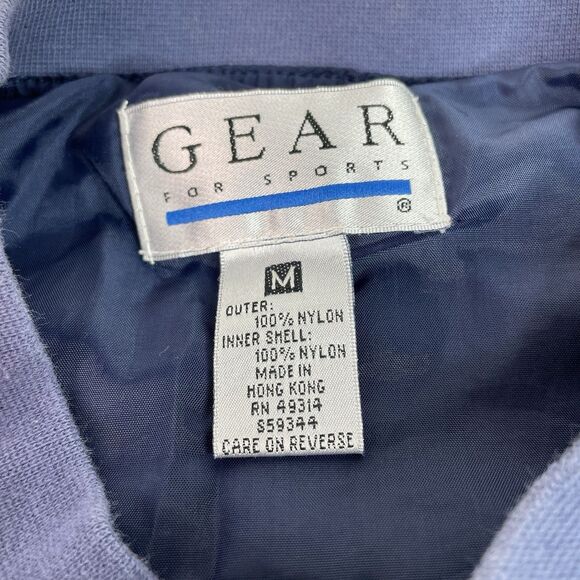 GEAR
FOR SPORTS
®
M
OUTER:
100% NYLON
INNER SHELL:
100% NYLON
MADE IN
HONG KONG
RN 49314
S59344
CARE ON REVERSE